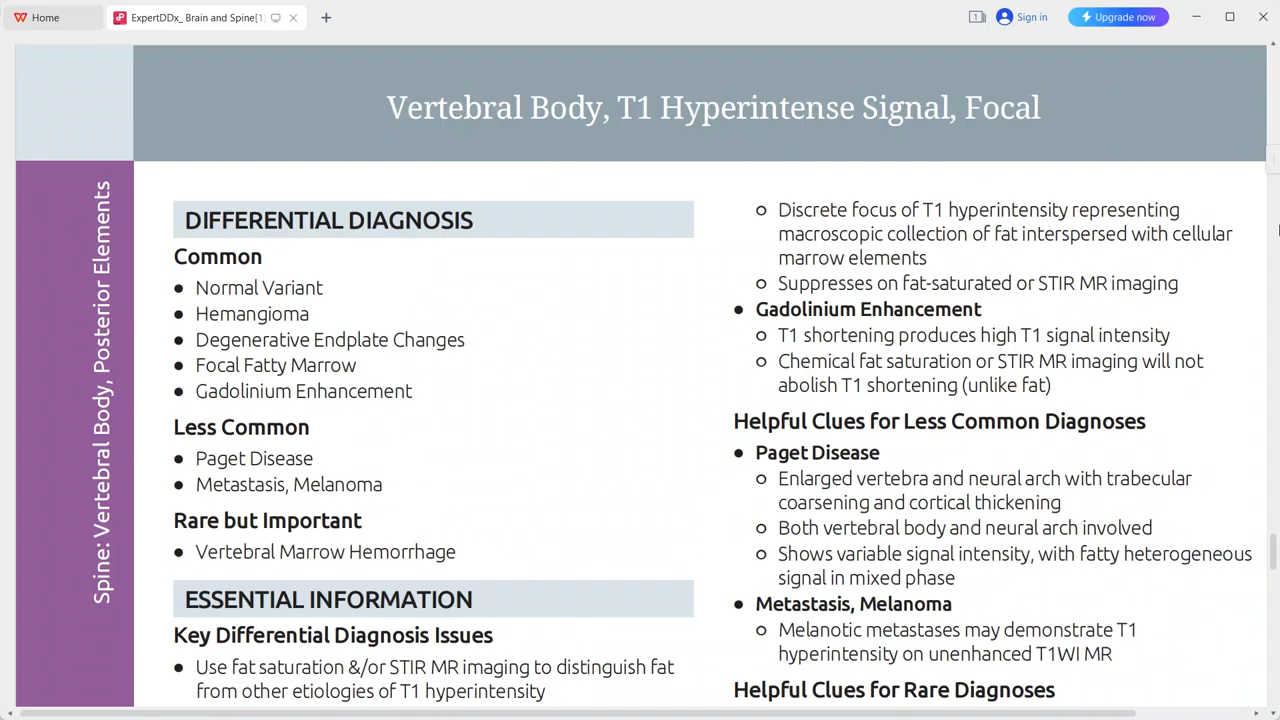 Home
ExpertDDx_ Brain and Spine[1]
1
Sign in
Upgrade now
Vertebral Body, T1 Hyperintense Signal, Focal
Spine: Vertebral Body, Posterior Elements
DIFFERENTIAL DIAGNOSIS
Common
• Normal Variant
• Hemangioma
• Degenerative Endplate Changes
• Focal Fatty Marrow
• Gadolinium Enhancement
Less Common
• Paget Disease
• Metastasis, Melanoma
Rare but Important
• Vertebral Marrow Hemorrhage
ESSENTIAL INFORMATION
Key Differential Diagnosis Issues
• Use fat saturation &/or STIR MR imaging to distinguish fat
from other etiologies of T1 hyperintensity
o Discrete focus of T1 hyperintensity representing
macroscopic collection of fat interspersed with cellular
marrow elements
o Suppresses on fat-saturated or STIR MR imaging
• Gadolinium Enhancement
o T1 shortening produces high T1 signal intensity
o Chemical fat saturation or STIR MR imaging will not
abolish T1 shortening (unlike fat)
Helpful Clues for Less Common Diagnoses
• Paget Disease
o Enlarged vertebra and neural arch with trabecular
coarsening and cortical thickening
o Both vertebral body and neural arch involved
o Shows variable signal intensity, with fatty heterogeneous
signal in mixed phase
• Metastasis, Melanoma
o Melanotic metastases may demonstrate T1
hyperintensity on unenhanced T1WI MR
Helpful Clues for Rare Diagnoses